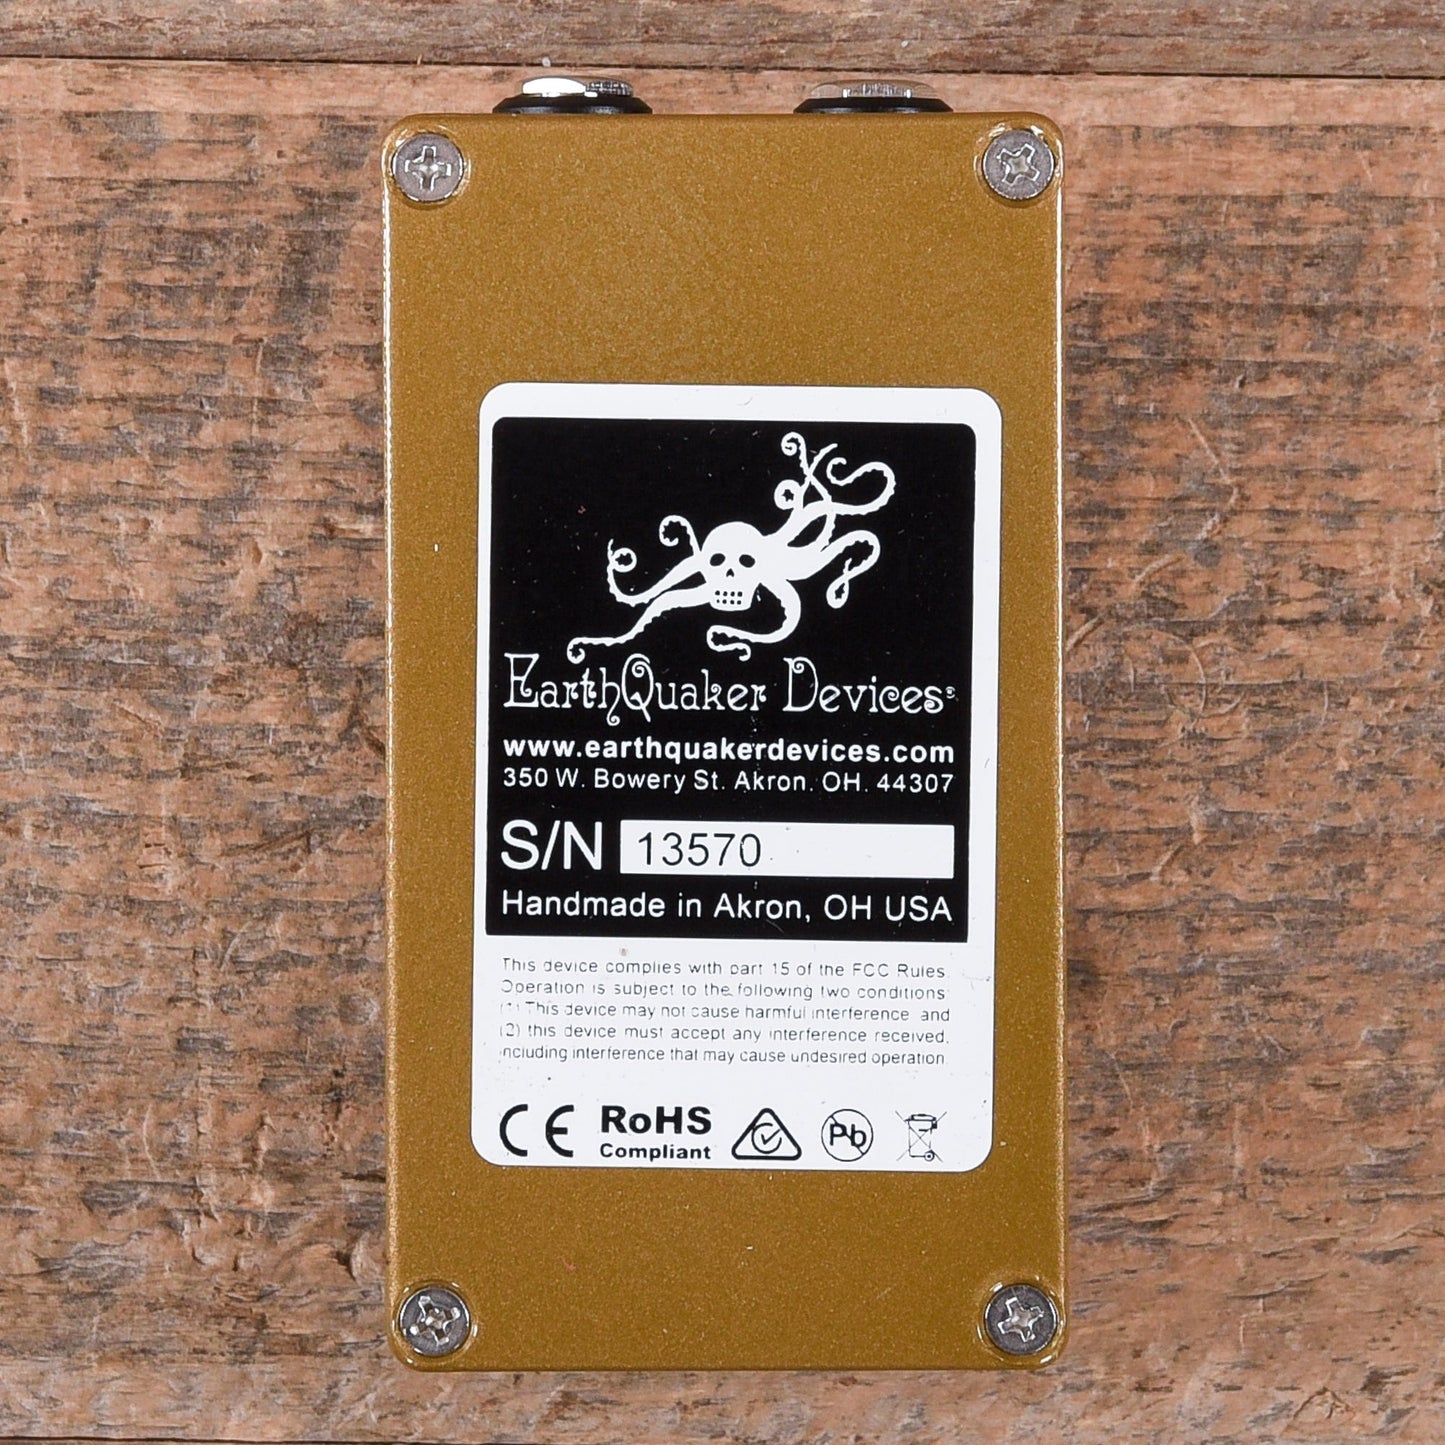 EarthQuaker Devices®
www.earthquakerdevices.com
350 W. Bowery St. Akron. OH. 44307
S/N 13570
Handmade in Akron, OH USA
This device complies with part 15 of the FCC Rules.
Operation is subject to the following two conditions:
(1) This device may not cause harmful interference, and
(2) this device must accept any interference received,
including interference that may cause undesired operation.
CE RoHS Pb
Compliant